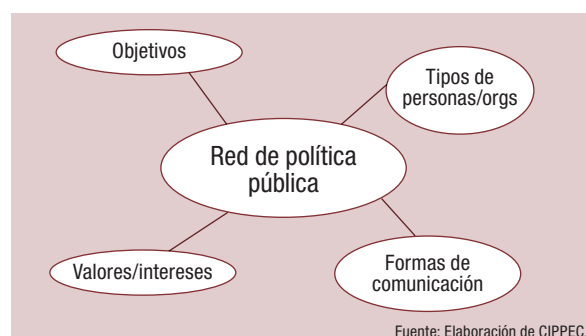 Objetivos
Tipos de
personas/orgs
Red de política
pública
Valores/intereses
Formas de
comunicación
Fuente: Elaboración de CIPPEC